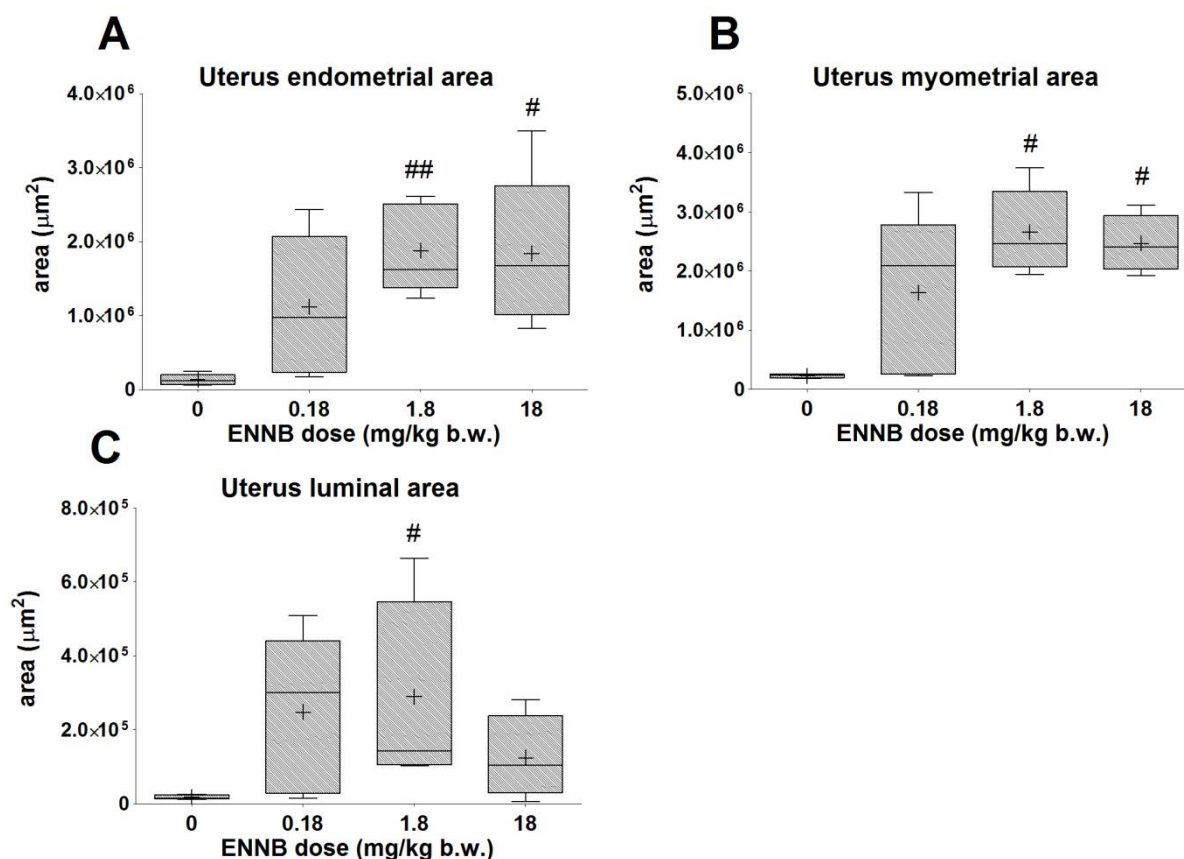 A
Uterus endometrial area
4.0×10⁶
3.0×10⁶
2.0×10⁶
1.0×10⁶
0
area (μm²)
##
#
0 0.18 1.8 18
ENNB dose (mg/kg b.w.)
B
Uterus myometrial area
5.0×10⁶
4.0×10⁶
3.0×10⁶
2.0×10⁶
1.0×10⁶
0
area (μm²)
#
#
0 0.18 1.8 18
ENNB dose (mg/kg b.w.)
C
Uterus luminal area
8.0×10⁵
6.0×10⁵
4.0×10⁵
2.0×10⁵
0
area (μm²)
#
0 0.18 1.8 18
ENNB dose (mg/kg b.w.)